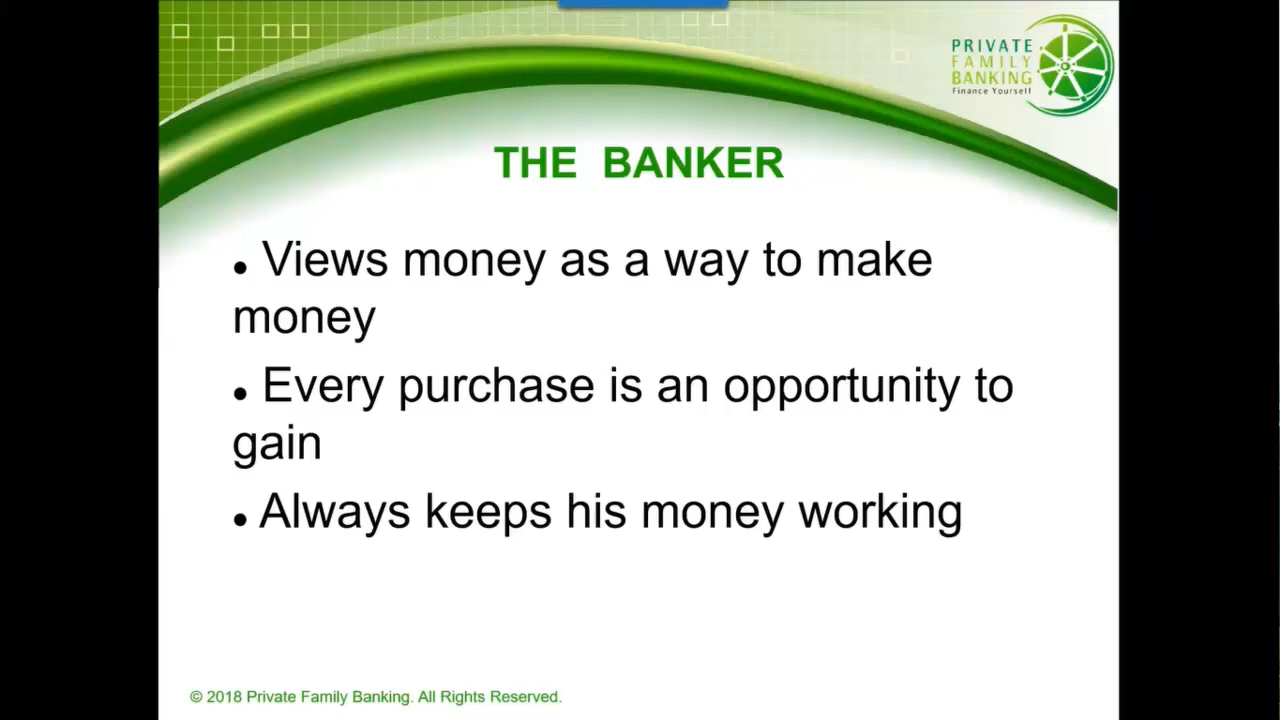 PRIVATE
FAMILY
BANKING
Finance Yourself
THE BANKER
• Views money as a way to make
money
• Every purchase is an opportunity to
gain
• Always keeps his money working
© 2018 Private Family Banking. All Rights Reserved.